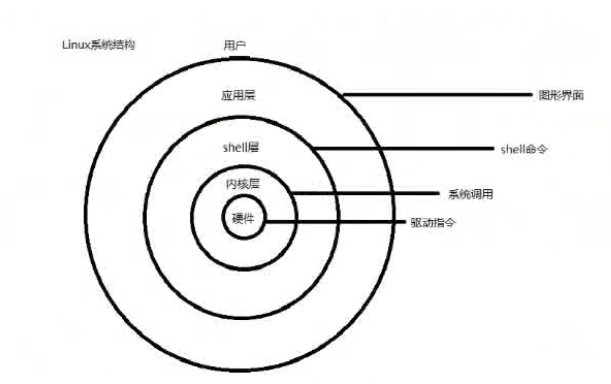 Linux系统结构
用户
应用层
图形界面
shell层
shell命令
内核层
系统调用
硬件
驱动指令